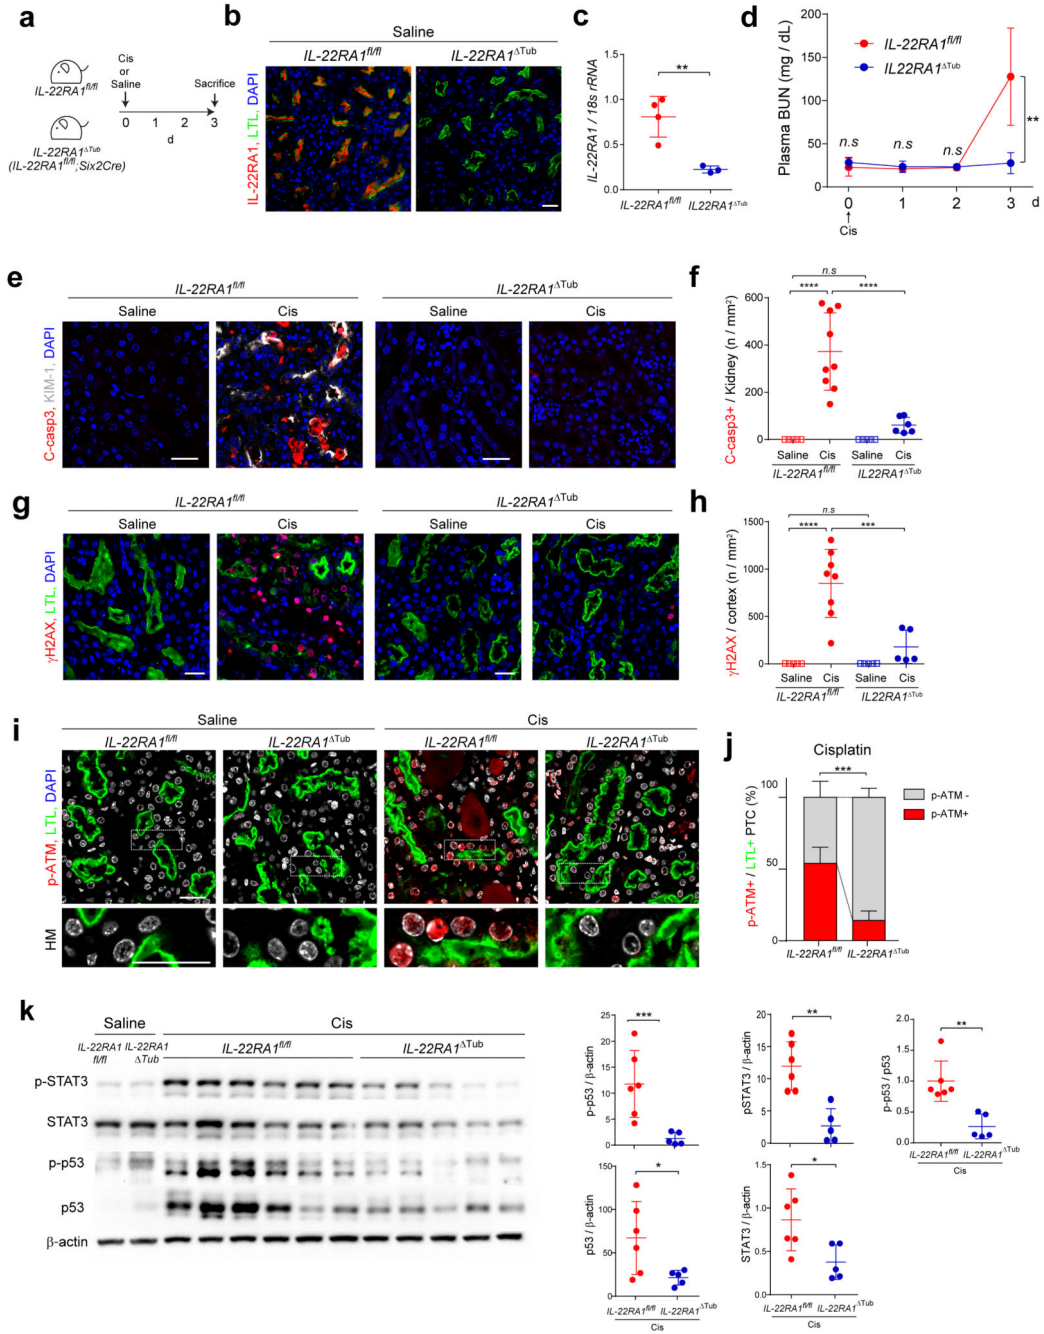 a
Cis
or
Saline
Sacrifice
IL-22RA1fl/fl
0 1 2 3
d
IL-22RA1ΔTub
(IL-22RA1fl/fl;Six2Cre)
b
Saline
IL-22RA1fl/fl IL-22RA1ΔTub
IL-22RA1, LTL, DAPI
c
IL-22RA1 / 18s rRNA
1.5
1.0
0.5
0.0
**
IL-22RA1fl/fl IL22RA1ΔTub
d
Plasma BUN (mg / dL)
200
150
100
50
0
IL-22RA1fl/fl
IL22RA1ΔTub
n.s n.s n.s
**
0 1 2 3 d
Cis
e
IL-22RA1fl/fl IL-22RA1ΔTub
Saline Cis Saline Cis
C-casp3, KIM-1, DAPI
f
C-casp3+ / Kidney (n / mm²)
n.s
**** ****
600
400
200
0
Saline Cis Saline Cis
IL-22RA1fl/fl IL22RA1ΔTub
g
IL-22RA1fl/fl IL-22RA1ΔTub
Saline Cis Saline Cis
γH2AX, LTL, DAPI
h
γH2AX / cortex (n / mm²)
n.s
**** ***
1500
1000
500
0
Saline Cis Saline Cis
IL-22RA1fl/fl IL22RA1ΔTub
i
Saline Cis
IL-22RA1fl/fl IL-22RA1ΔTub IL-22RA1fl/fl IL-22RA1ΔTub
p-ATM, LTL, DAPI
HM
j
Cisplatin
***
p-ATM+ / LTL+ PTC (%)
100
50
0
p-ATM -
p-ATM+
IL-22RA1fl/fl IL-22RA1ΔTub
k
Saline Cis
IL-22RA1 fl/fl IL-22RA1 ΔTub IL-22RA1fl/fl IL-22RA1ΔTub
p-STAT3
STAT3
p-p53
p53
β-actin
p-p53 / β-actin
25
20
15
10
5
0
***
pSTAT3 / β-actin
20
15
10
5
0
**
p-p53 / p53
2.0
1.5
1.0
0.5
0.0
**
IL-22RA1fl/fl IL-22RA1ΔTub
Cis
p53 / β-actin
150
100
50
0
*
IL-22RA1fl/fl IL-22RA1ΔTub
Cis
STAT3 / β-actin
1.5
1.0
0.5
0.0
*
IL-22RA1fl/fl IL-22RA1ΔTub
Cis